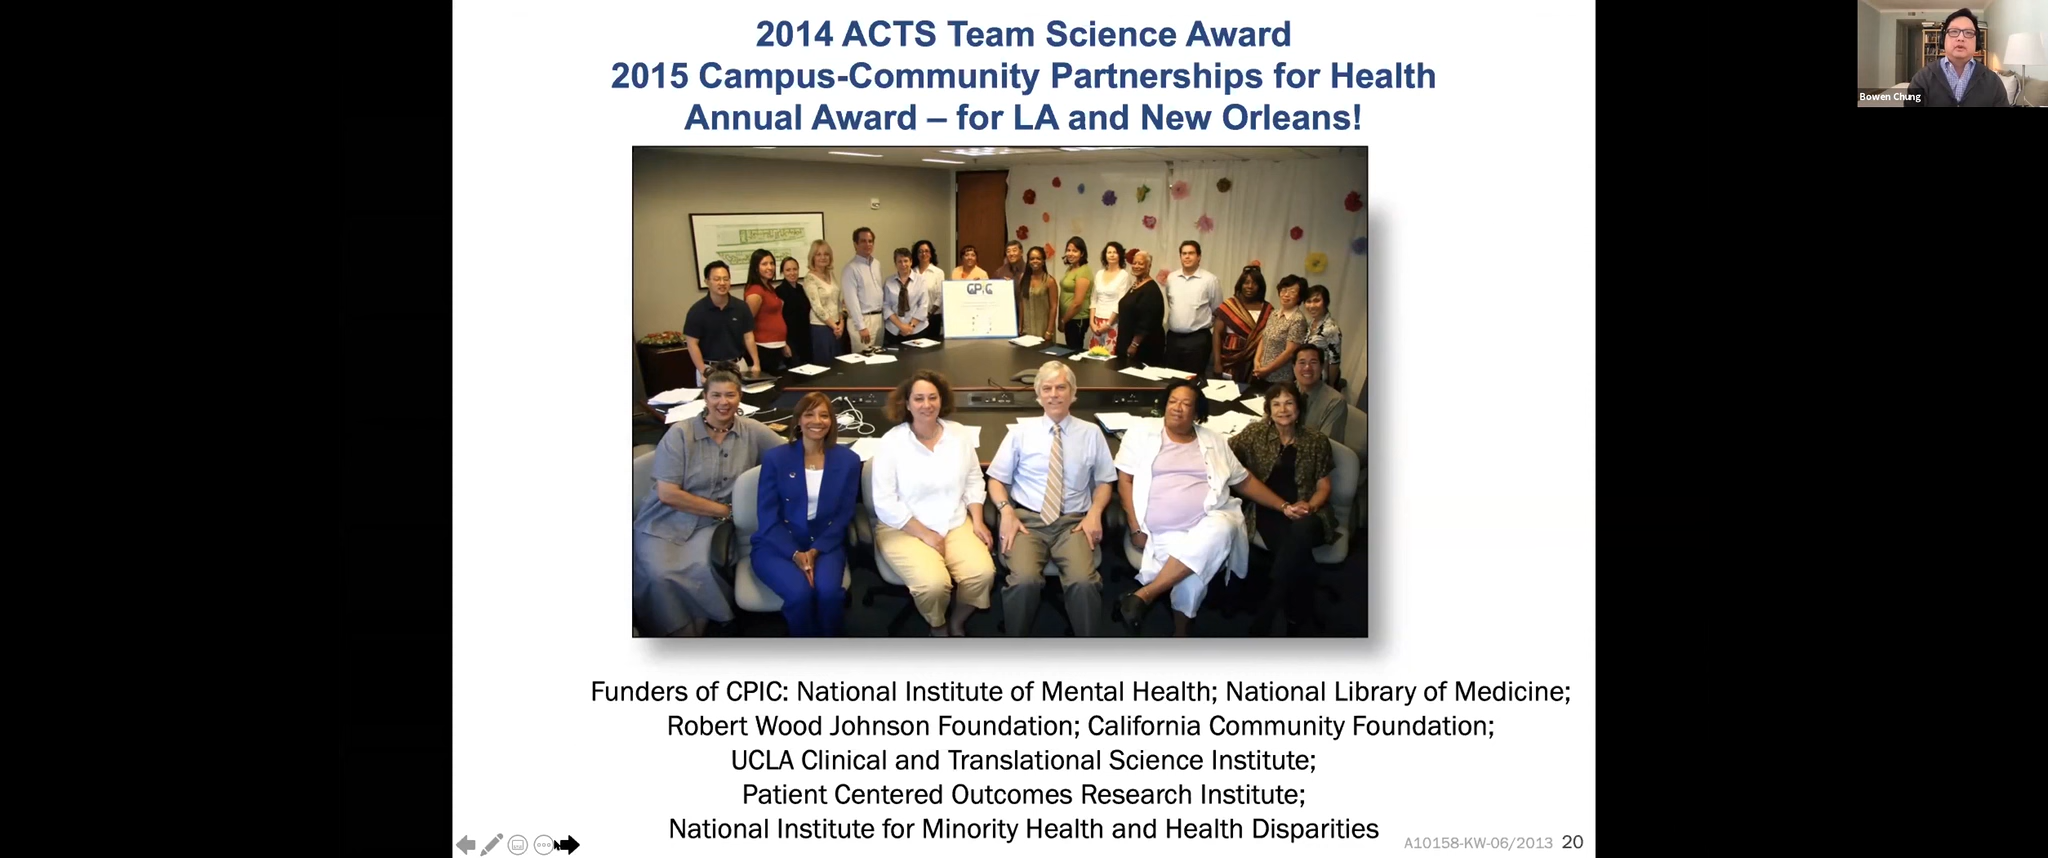 2014 ACTS Team Science Award
2015 Campus-Community Partnerships for Health
Annual Award – for LA and New Orleans!
Bowen Chung
CPIC
Funders of CPIC: National Institute of Mental Health; National Library of Medicine;
Robert Wood Johnson Foundation; California Community Foundation;
UCLA Clinical and Translational Science Institute;
Patient Centered Outcomes Research Institute;
National Institute for Minority Health and Health Disparities
A10158-KW-06/2013 20